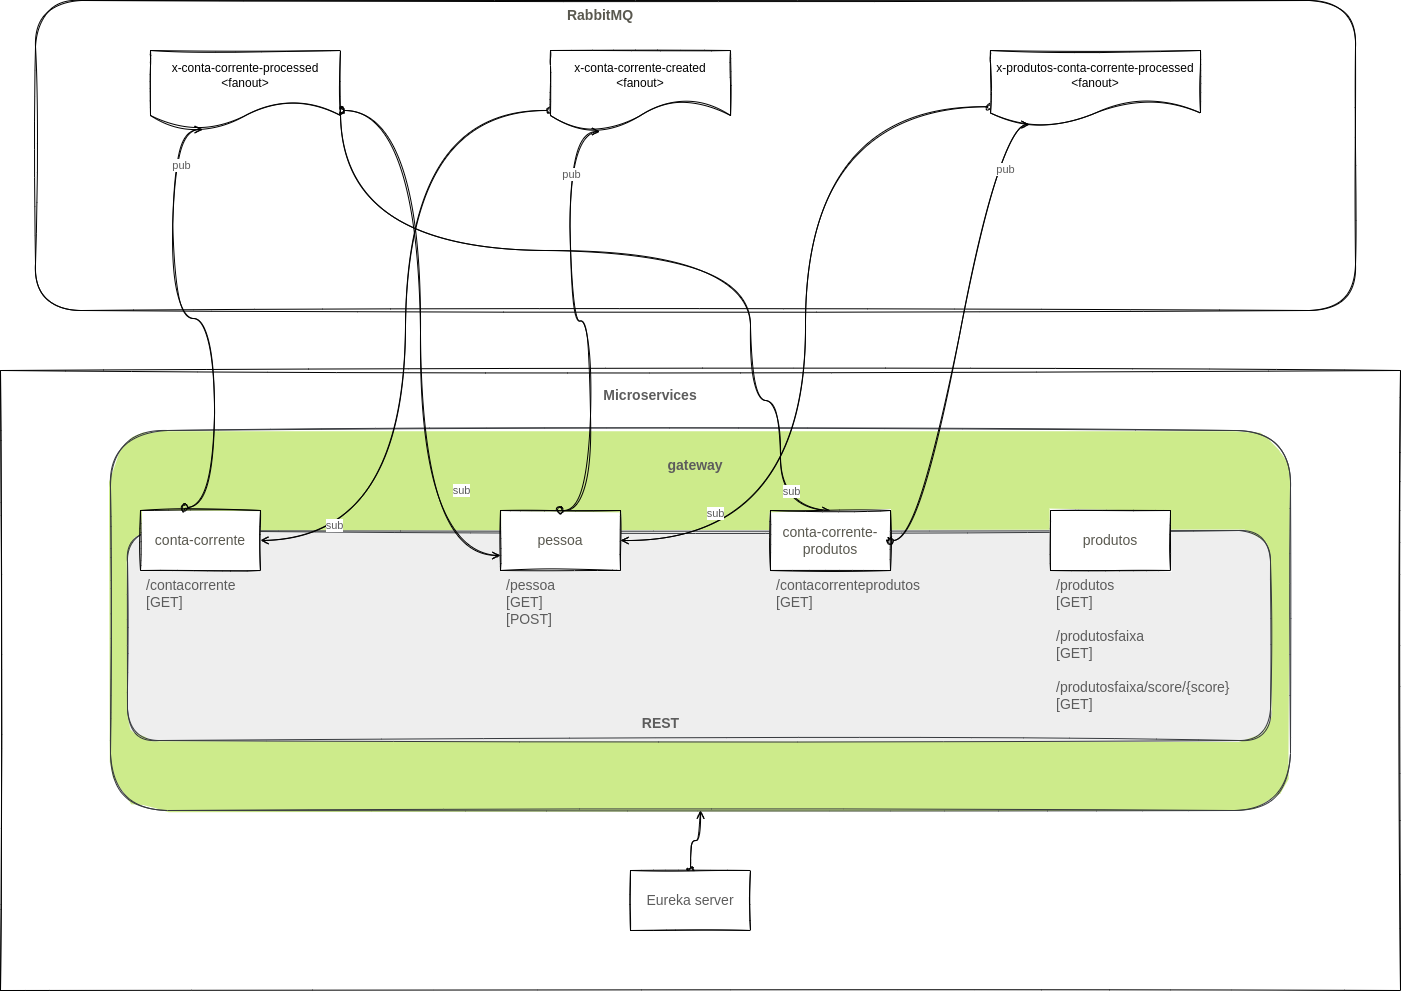 RabbitMQ
x-conta-corrente-processed
<fanout>
x-conta-corrente-created
<fanout>
x-produtos-conta-corrente-processed
<fanout>
pub
pub
pub
Microservices
gateway
sub
sub
sub
sub
conta-corrente
pessoa
conta-corrente-
produtos
produtos
/contacorrente
[GET]
/pessoa
[GET]
[POST]
/contacorrenteprodutos
[GET]
/produtos
[GET]
/produtosfaixa
[GET]
/produtosfaixa/score/{score}
[GET]
REST
Eureka server